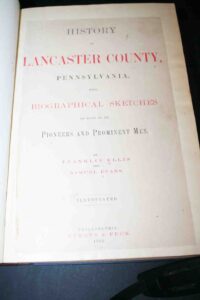 HISTORY
OF
LANCASTER COUNTY,
PENNSYLVANIA,
WITH
BIOGRAPHICAL SKETCHES
OF MANY OF ITS
PIONEERS AND PROMINENT MEN.
BY
FRANKLIN ELLIS
AND
SAMUEL EVANS.
ILLUSTRATED.
PHILADELPHIA:
EVERTS & PECK.
1883.